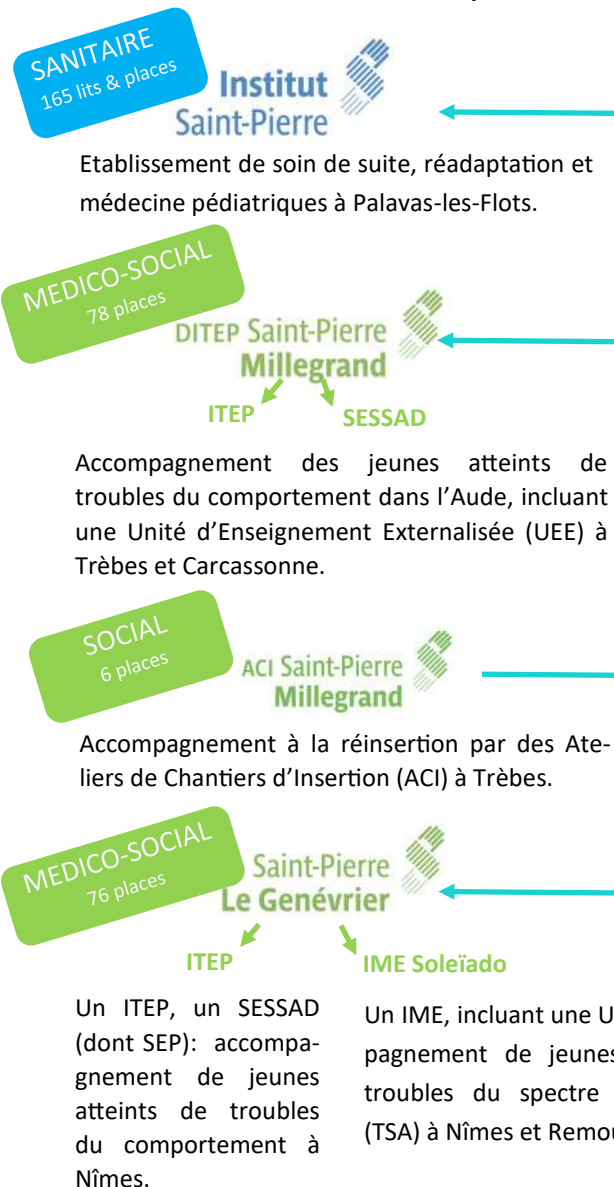 SANITAIRE
165 lits & places
Institut
Saint-Pierre
Etablissement de soin de suite, réadaptation et
médecine pédiatriques à Palavas-les-Flots.
MEDICO-SOCIAL
78 places
DITEP Saint-Pierre
Millegrand
ITEP SESSAD
Accompagnement des jeunes atteints de
troubles du comportement dans l’Aude, incluant
une Unité d’Enseignement Externalisée (UEE) à
Trèbes et Carcassonne.
SOCIAL
6 places
ACI Saint-Pierre
Millegrand
Accompagnement à la réinsertion par des Ate-
liers de Chantiers d’Insertion (ACI) à Trèbes.
MEDICO-SOCIAL
76 places
Saint-Pierre
Le Genévrier
ITEP
Un ITEP, un SESSAD
(dont SEP): accompa-
gnement de jeunes
atteints de troubles
du comportement à
Nîmes.
IME Soleïado
Un IME, incluant une U
pagnement de jeunes
troubles du spectre
(TSA) à Nîmes et Remou